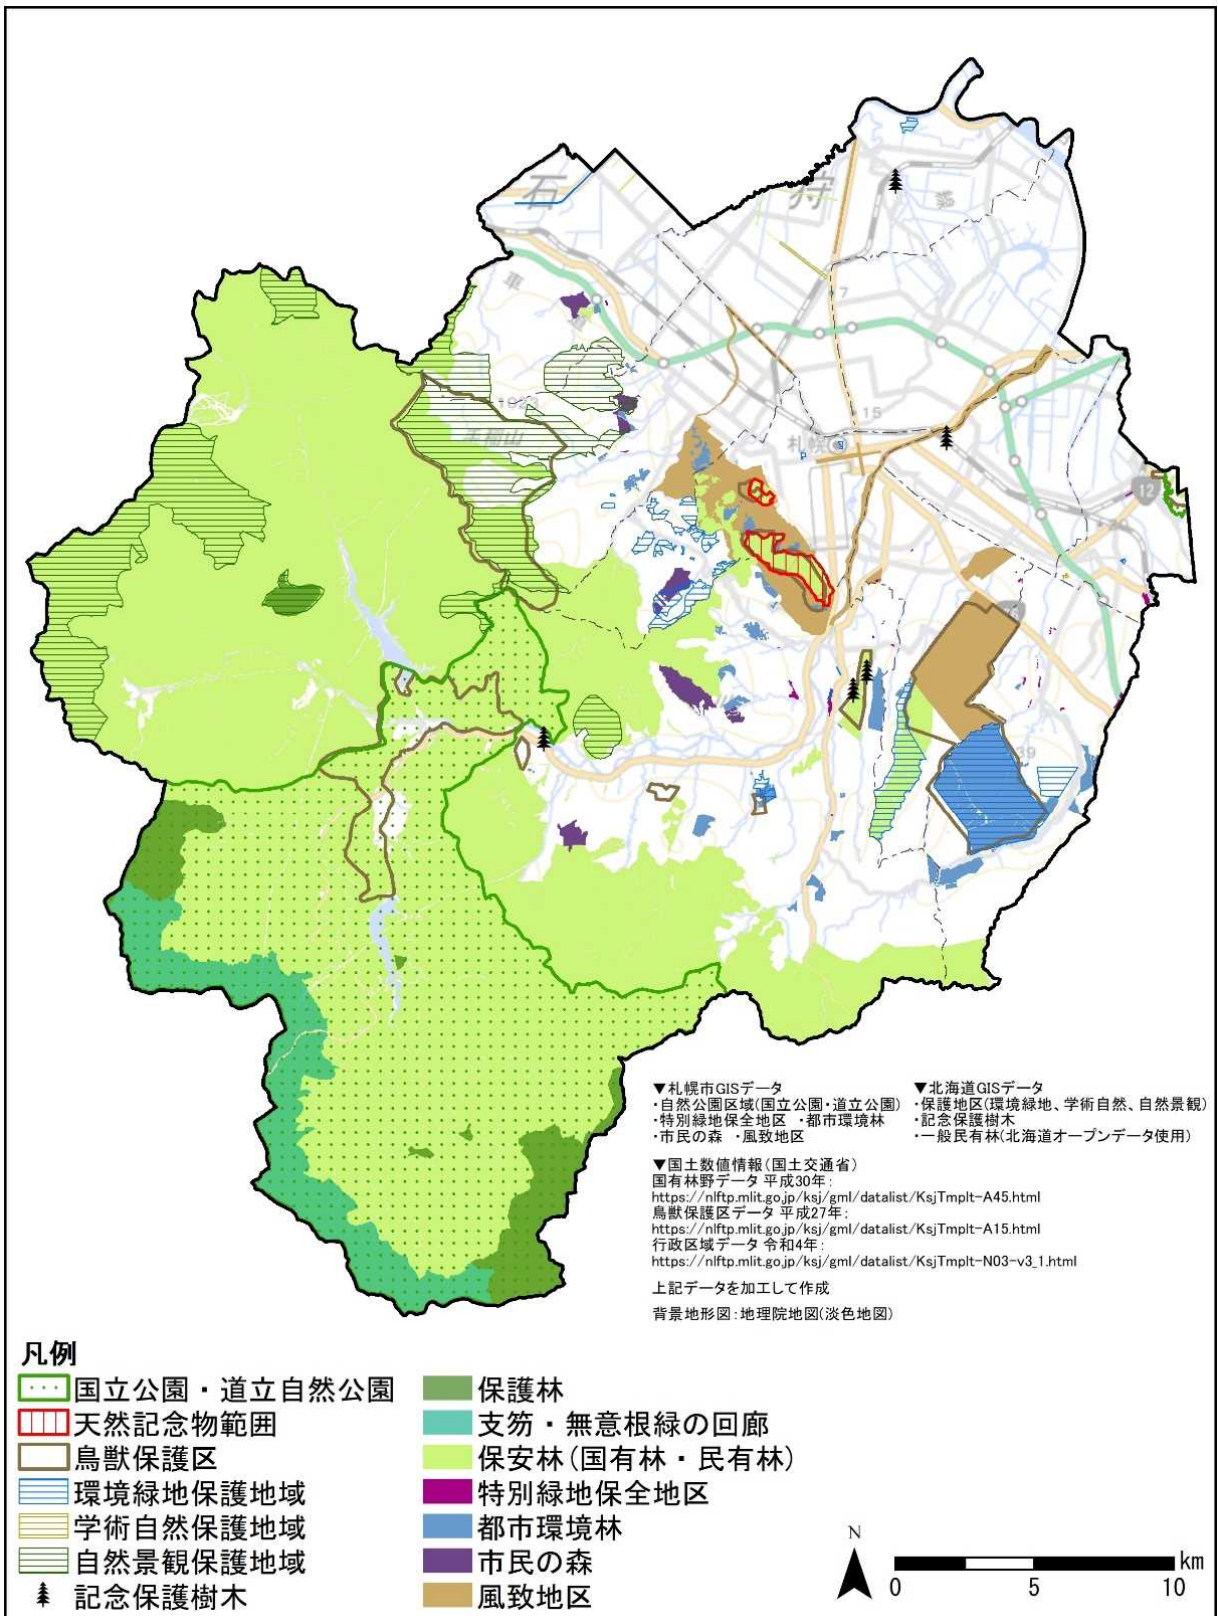 石
狩
線
車
道
7
1023
手稲山
15
札幌
P
12
39
▼札幌市GISデータ
・自然公園区域(国立公園・道立公園)
・特別緑地保全地区 ・都市環境林
・市民の森 ・風致地区
▼北海道GISデータ
・保護地区(環境緑地、学術自然、自然景観)
・記念保護樹木
・一般民有林(北海道オープンデータ使用)
▼国土数値情報(国土交通省)
国有林野データ 平成30年:
https://nlftp.mlit.go.jp/ksj/gml/datalist/KsjTmplt-A45.html
鳥獣保護区データ 平成27年:
https://nlftp.mlit.go.jp/ksj/gml/datalist/KsjTmplt-A15.html
行政区域データ 令和4年:
https://nlftp.mlit.go.jp/ksj/gml/datalist/KsjTmplt-N03-v3_1.html
上記データを加工して作成
背景地形図:地理院地図(淡色地図)
凡例
国立公園・道立自然公園
天然記念物範囲
鳥獣保護区
環境緑地保護地域
学術自然保護地域
自然景観保護地域
記念保護樹木
保護林
支笏・無意根緑の回廊
保安林(国有林・民有林)
特別緑地保全地区
都市環境林
市民の森
風致地区
N
km
0 5 10